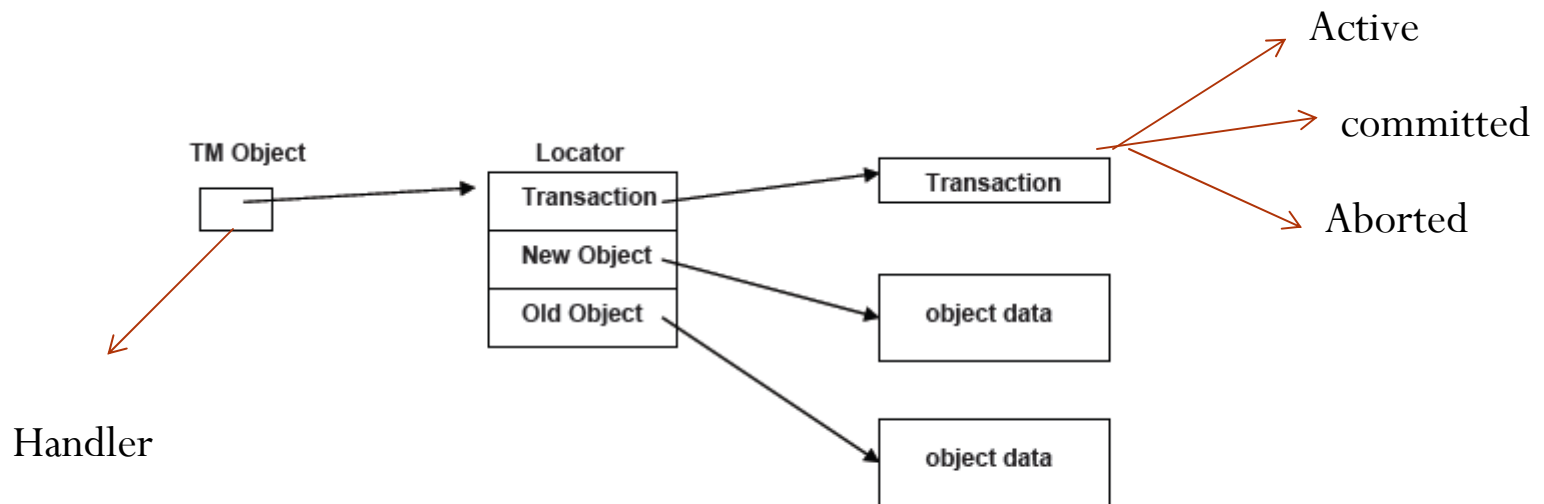 Active
committed
Aborted
TM Object
Locator
Transaction
New Object
Old Object
Transaction
object data
object data
Handler